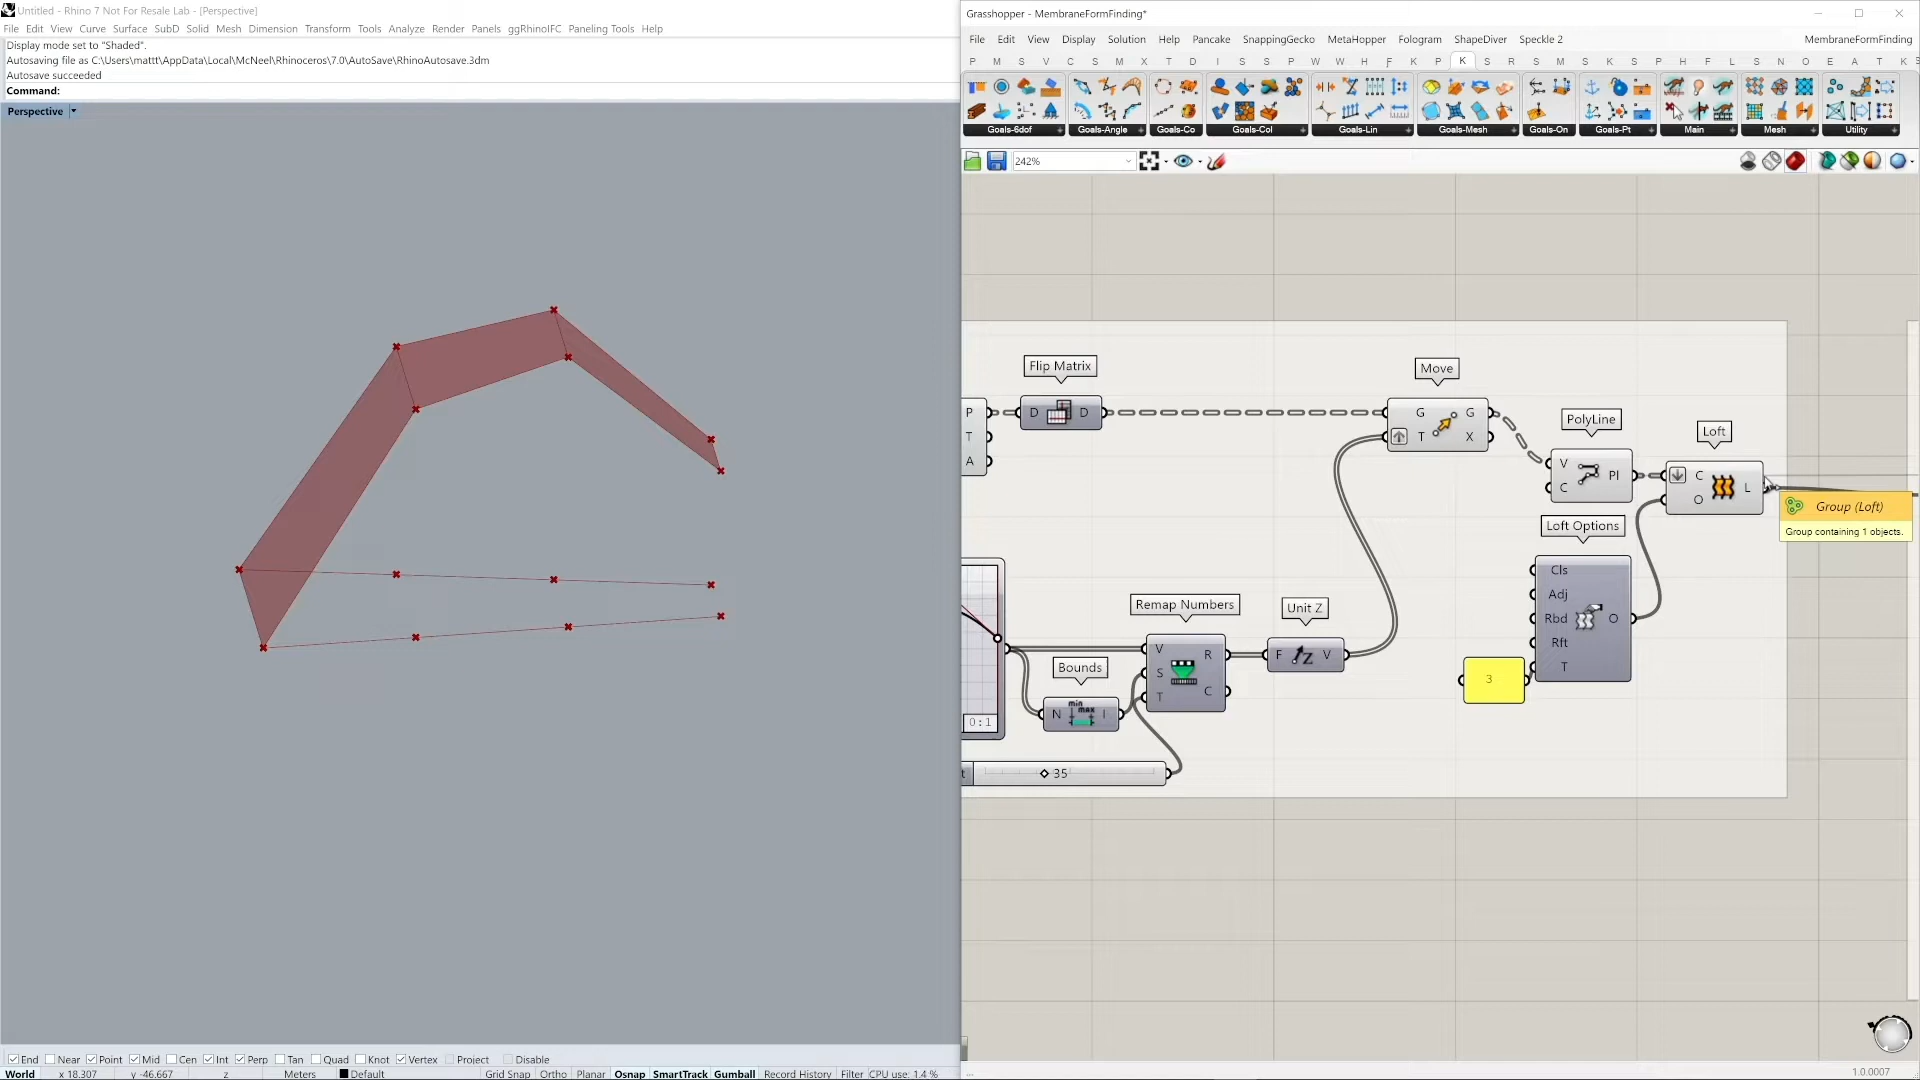 Untitled - Rhino 7 Not For Resale Lab - [Perspective]
File Edit View Curve Surface SubD Solid Mesh Dimension Transform Tools Analyze Render Panels ggRhinoIFC Paneling Tools Help
Display mode set to "Shaded".
Autosaving file as C:\Users\mattt\AppData\Local\McNeel\Rhinoceros\7.0\AutoSave\RhinoAutosave.3dm
Autosave succeeded
Command:
Perspective
End Near Point Mid Cen Int Perp Tan Quad Knot Vertex Project Disable
World x 18.307 y -46.667 z Meters Default Grid Snap Ortho Planar Osnap SmartTrack Gumball Record History Filter CPU use: 1.4 %
Grasshopper - MembraneFormFinding*
File Edit View Display Solution Help Pancake SnappingGecko MetaHopper Fologram ShapeDiver Speckle 2 MembraneFormFinding
P M S V C S S M X T D I S S P W W H F K P K S R S M S K S P H F L S N O E A T K S
Goals-6dof Goals-Angle Goals-Co Goals-Col Goals-Lin Goals-Mesh Goals-On Goals-Pt Main Mesh Utility
242%
Flip Matrix
P D D
T
A
Move
G G
T X
PolyLine
V Pl
C
Loft
C L
O
Group (Loft)
Group containing 1 objects.
Loft Options
Cls
Adj
Rbd O
Rft
T
3
Remap Numbers
V R
S
T C
Unit Z
F V
Bounds
N I
min
max
0:1
t 35
1.0.0007